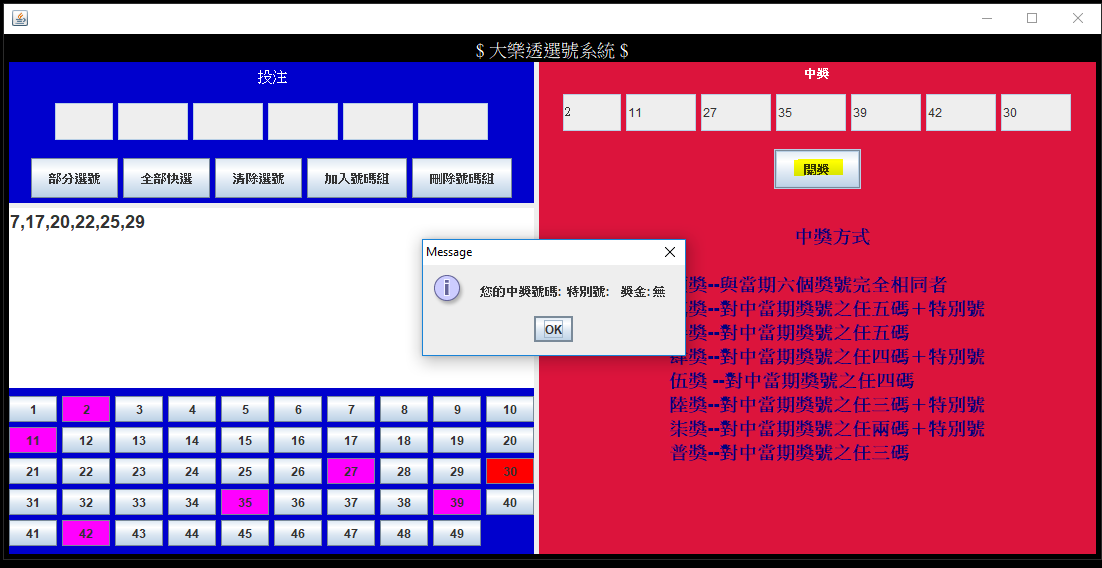 $ 大樂透選號系統 $
投注
部分選號 全部快選 清除選號 加入號碼組 刪除號碼組
7,17,20,22,25,29
1 2 3 4 5 6 7 8 9 10
11 12 13 14 15 16 17 18 19 20
21 22 23 24 25 26 27 28 29 30
31 32 33 34 35 36 37 38 39 40
41 42 43 44 45 46 47 48 49
中獎
2 11 27 35 39 42 30
開獎
中獎方式
獎--與當期六個獎號完全相同者
獎--對中當期獎號之任五碼＋特別號
獎--對中當期獎號之任五碼
肆獎--對中當期獎號之任四碼＋特別號
伍獎 --對中當期獎號之任四碼
陸獎--對中當期獎號之任三碼＋特別號
柒獎--對中當期獎號之任兩碼＋特別號
普獎--對中當期獎號之任三碼
Message
您的中獎號碼: 特別號: 獎金:無
OK